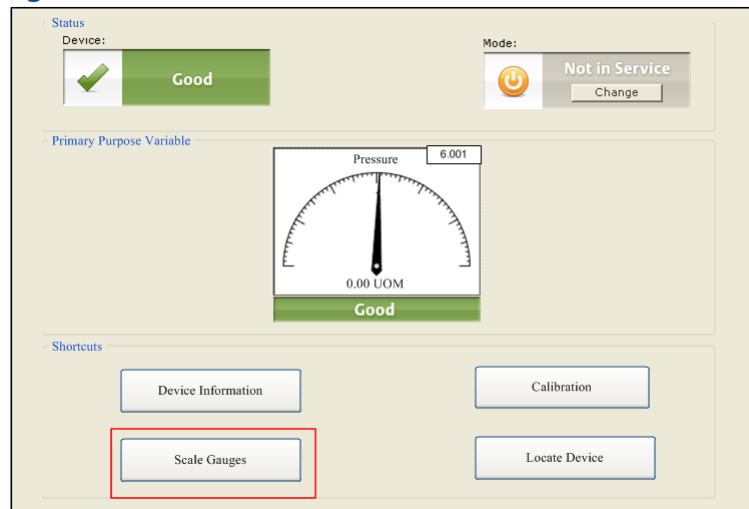 Status
Device:
Mode:
Good
Not in Service
Change
Primary Purpose Variable
Pressure
6.001
0.00 UOM
Good
Shortcuts
Device Information
Calibration
Scale Gauges
Locate Device